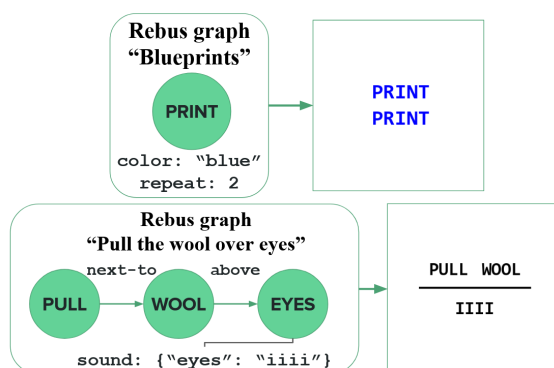 Rebus graph
“Blueprints”
PRINT
color: “blue”
repeat: 2
PRINT
PRINT
Rebus graph
“Pull the wool over eyes”
next-to above
PULL WOOL EYES
sound: {“eyes”: “iiii”}
PULL WOOL
IIII